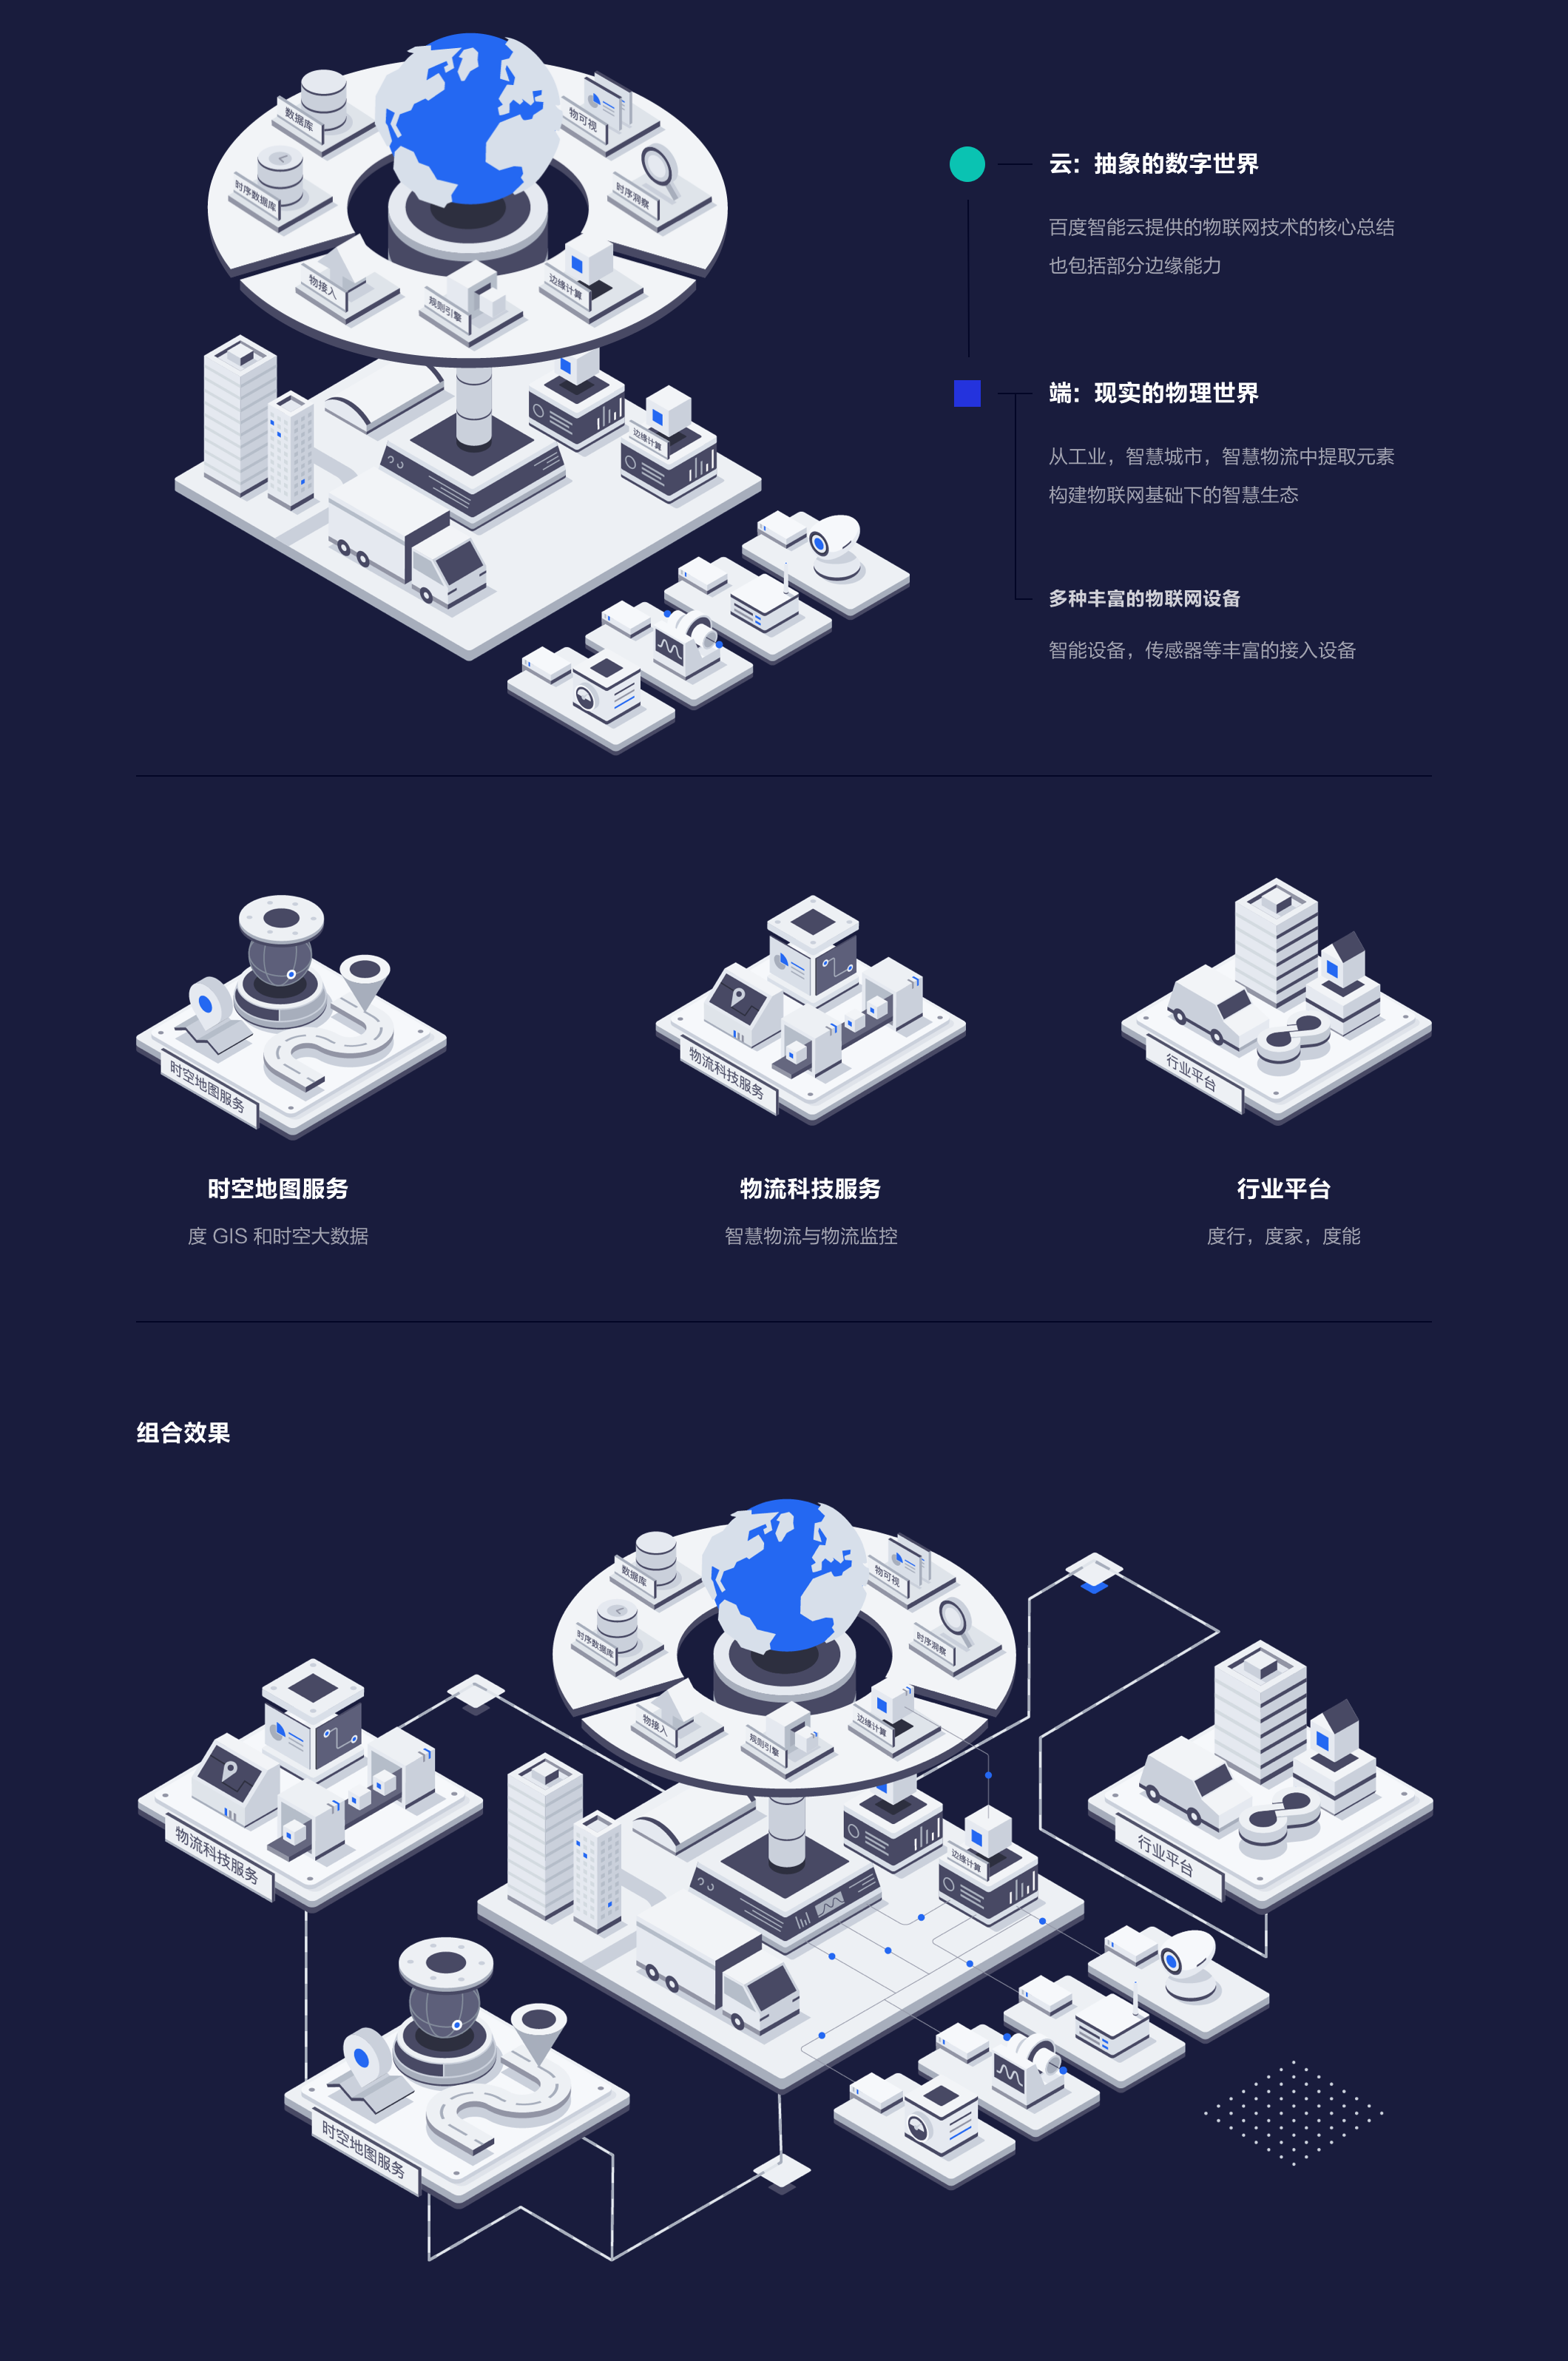 数据库
物可视
时序数据库
时序洞察
物接入
规则引擎
边缘计算
边缘计算
云：抽象的数字世界
百度智能云提供的物联网技术的核心总结
也包括部分边缘能力
端：现实的物理世界
从工业，智慧城市，智慧物流中提取元素
构建物联网基础下的智慧生态
多种丰富的物联网设备
智能设备，传感器等丰富的接入设备
时空地图服务
物流科技服务
行业平台
时空地图服务
物流科技服务
行业平台
度 GIS 和时空大数据
智慧物流与物流监控
度行，度家，度能
组合效果
数据库
物可视
时序数据库
时序洞察
物接入
规则引擎
边缘计算
边缘计算
物流科技服务
行业平台
时空地图服务